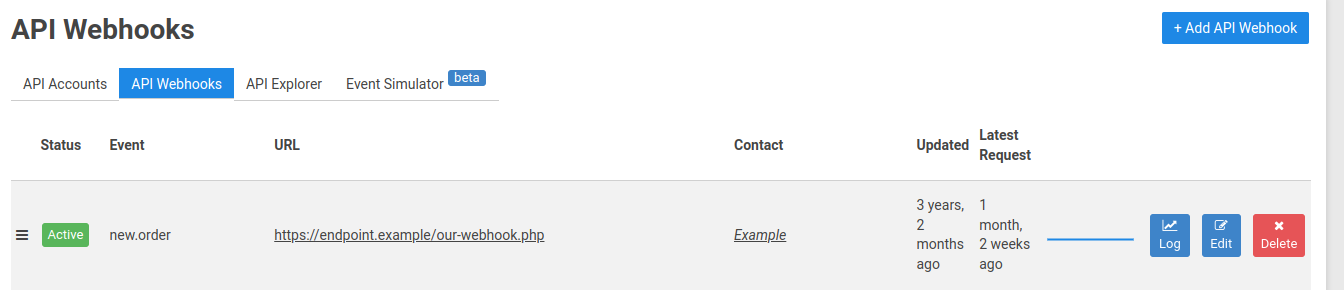 API Webhooks
+ Add API Webhook
API Accounts
API Webhooks
API Explorer
Event Simulator beta
Status
Event
URL
Contact
Updated
Latest
Request
Active
new.order
https://endpoint.example/our-webhook.php
Example
3 years,
2
months
ago
1
month,
2 weeks
ago
Log
Edit
Delete